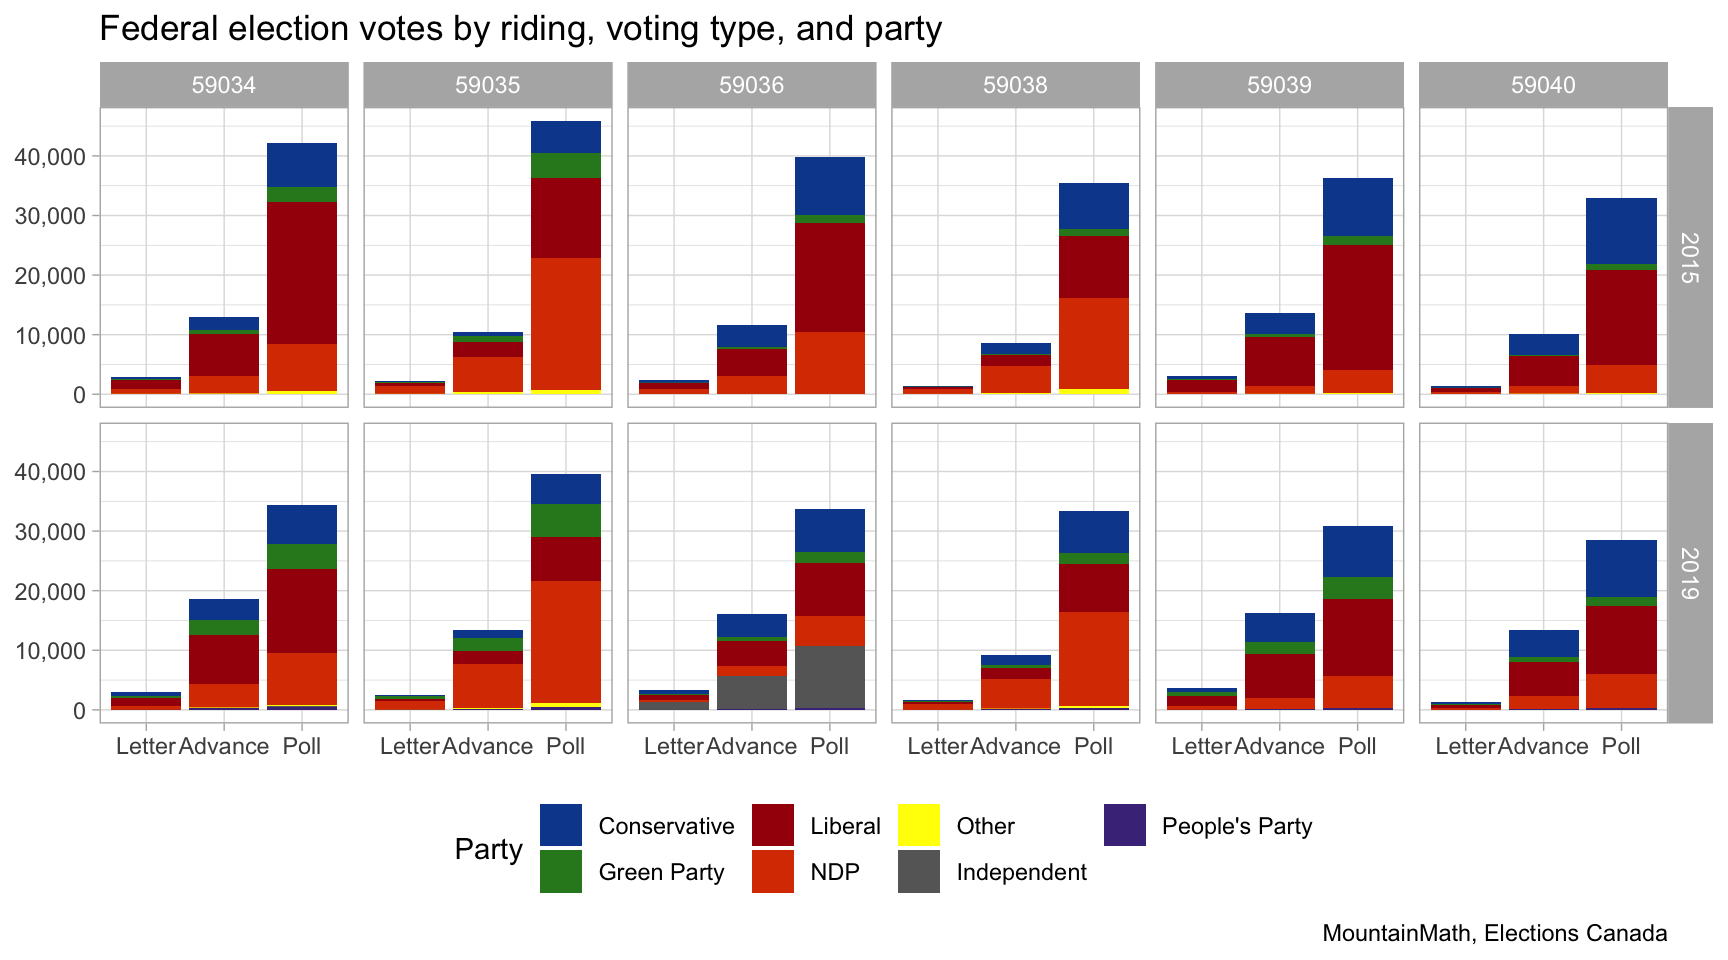 Federal election votes by riding, voting type, and party
59034 59035 59036 59038 59039 59040
40,000
30,000
20,000
10,000
0
2015
40,000
30,000
20,000
10,000
0
2019
Letter Advance Poll Letter Advance Poll Letter Advance Poll Letter Advance Poll Letter Advance Poll Letter Advance Poll
Party
Conservative Liberal Other People's Party
Green Party NDP Independent
MountainMath, Elections Canada